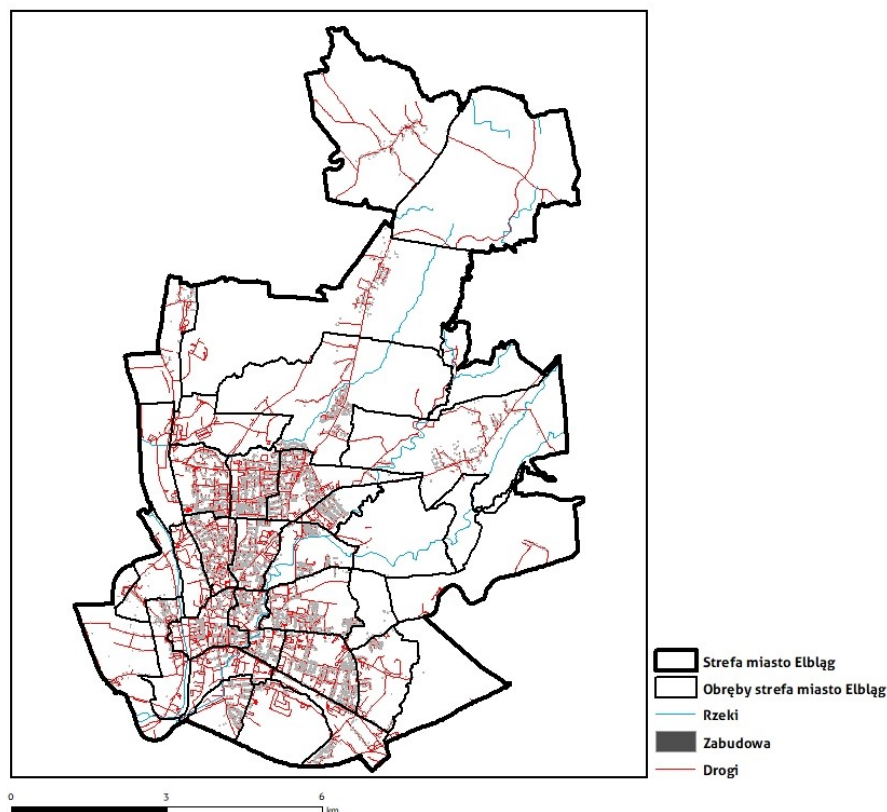 Strefa miasto Elbląg
Obręby strefa miasto Elbląg
Rzeki
Zabudowa
Drogi
0 3 6
km